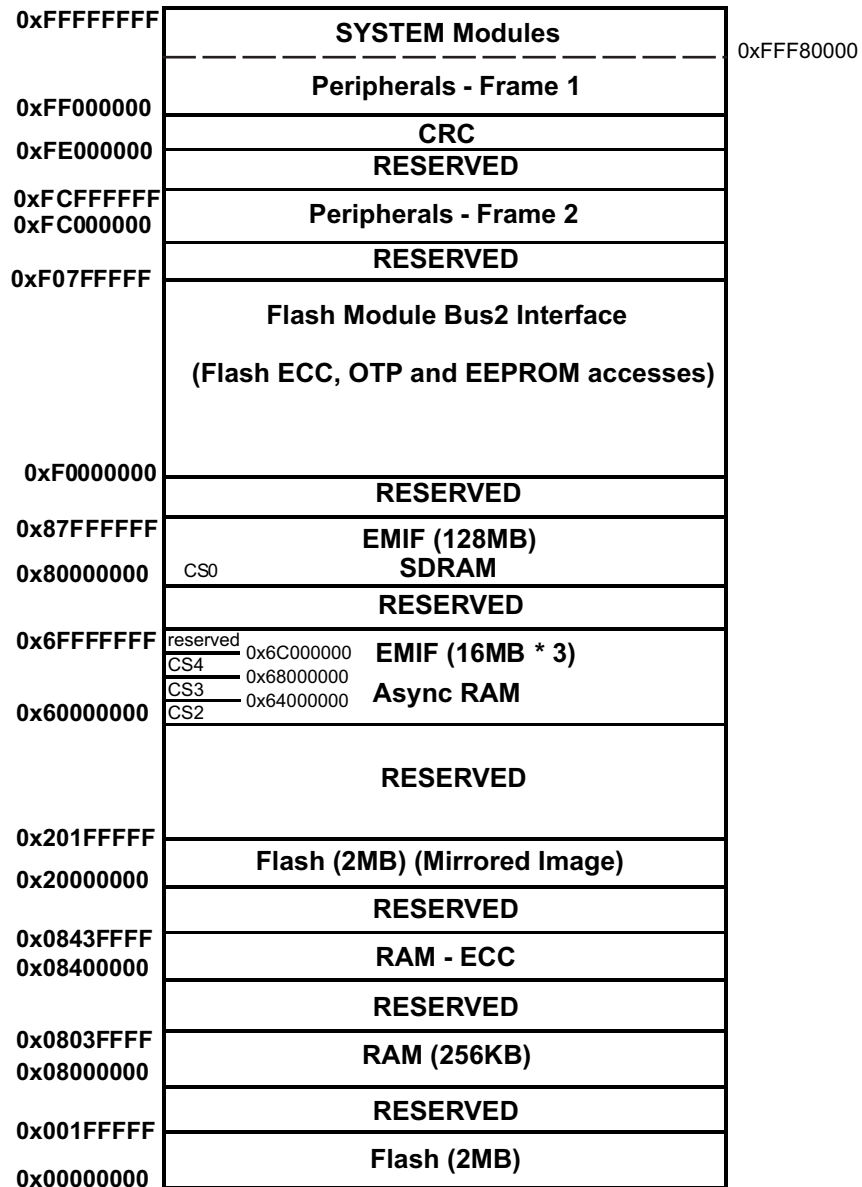 0xFFFFFFFF
SYSTEM Modules
0xFFF80000
Peripherals - Frame 1
0xFF000000
CRC
0xFE000000
RESERVED
0xFCFFFFFF
Peripherals - Frame 2
0xFC000000
RESERVED
0xF07FFFFF
Flash Module Bus2 Interface
(Flash ECC, OTP and EEPROM accesses)
0xF0000000
RESERVED
0x87FFFFFF
EMIF (128MB)
0x80000000
CS0
SDRAM
RESERVED
0x6FFFFFFF
reserved
0x6C000000
EMIF (16MB * 3)
CS4
0x68000000
CS3
0x64000000
Async RAM
0x60000000
CS2
RESERVED
0x201FFFFF
Flash (2MB) (Mirrored Image)
0x20000000
RESERVED
0x0843FFFF
RAM - ECC
0x08400000
RESERVED
0x0803FFFF
RAM (256KB)
0x08000000
RESERVED
0x001FFFFF
Flash (2MB)
0x00000000